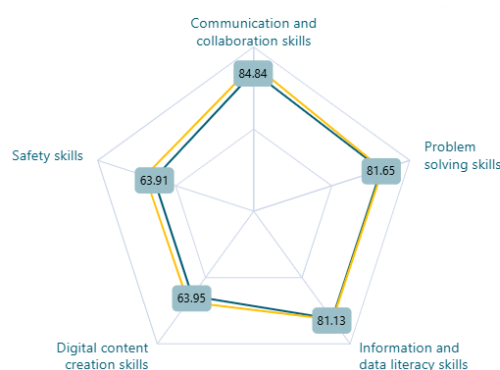 Communication and
collaboration skills
84.84
Problem
solving skills
81.65
Safety skills
63.91
63.95
81.13
Digital content
creation skills
Information and
data literacy skills